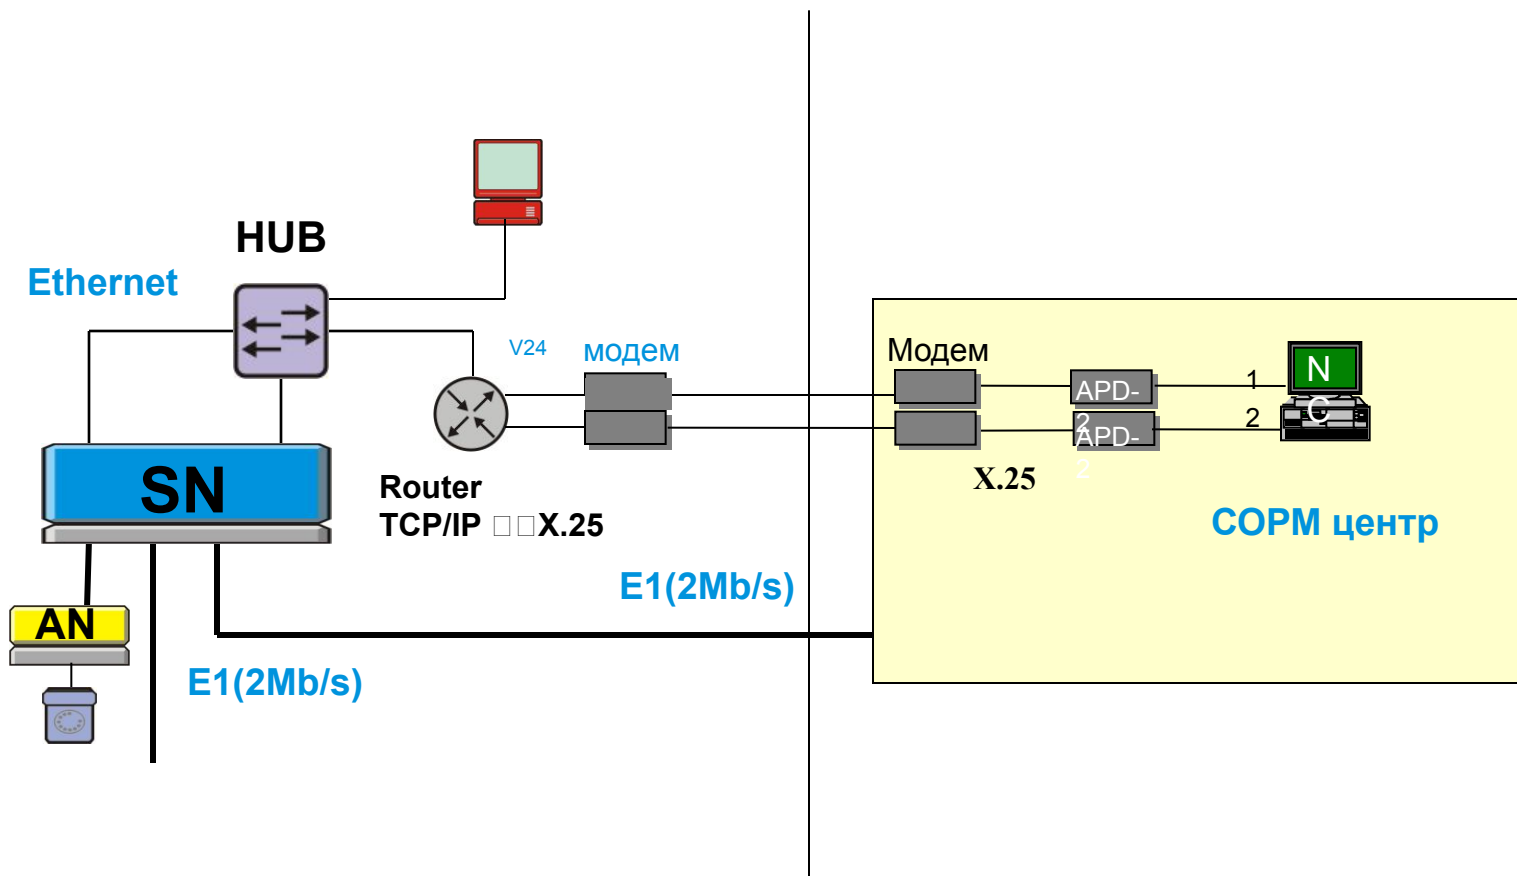 HUB
Ethernet
V24
модем
Модем
1
N
C
APD-
2
2
APD-
2
SN
X.25
Router
TCP/IP □□X.25
СОРМ центр
E1(2Mb/s)
AN
E1(2Mb/s)